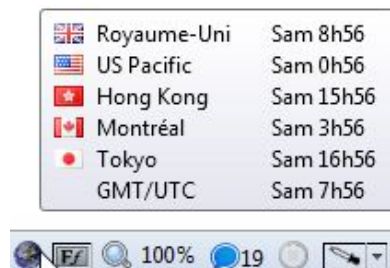 Royaume-Uni Sam 8h56
US Pacific Sam 0h56
Hong Kong Sam 15h56
Montréal Sam 3h56
Tokyo Sam 16h56
GMT/UTC Sam 7h56
Ff 100% 19